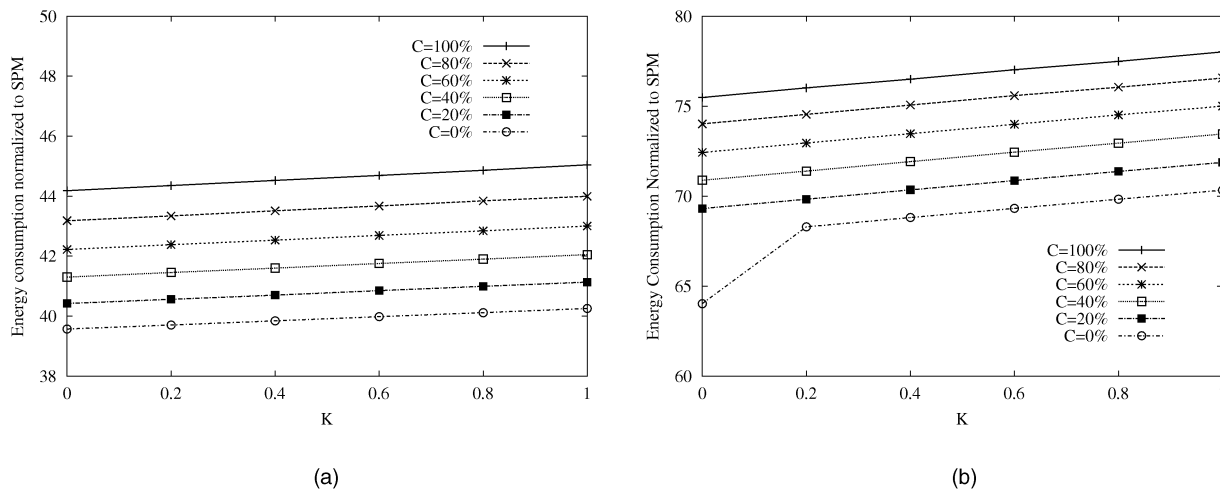 50
48
46
44
42
40
38
Energy consumption normalized to SPM
C=100%
C=80%
C=60%
C=40%
C=20%
C=0%
0 0.2 0.4 0.6 0.8 1
K
(a)
80
75
70
65
60
Energy Consumption Normalized to SPM
C=100%
C=80%
C=60%
C=40%
C=20%
C=0%
0 0.2 0.4 0.6 0.8
K
(b)